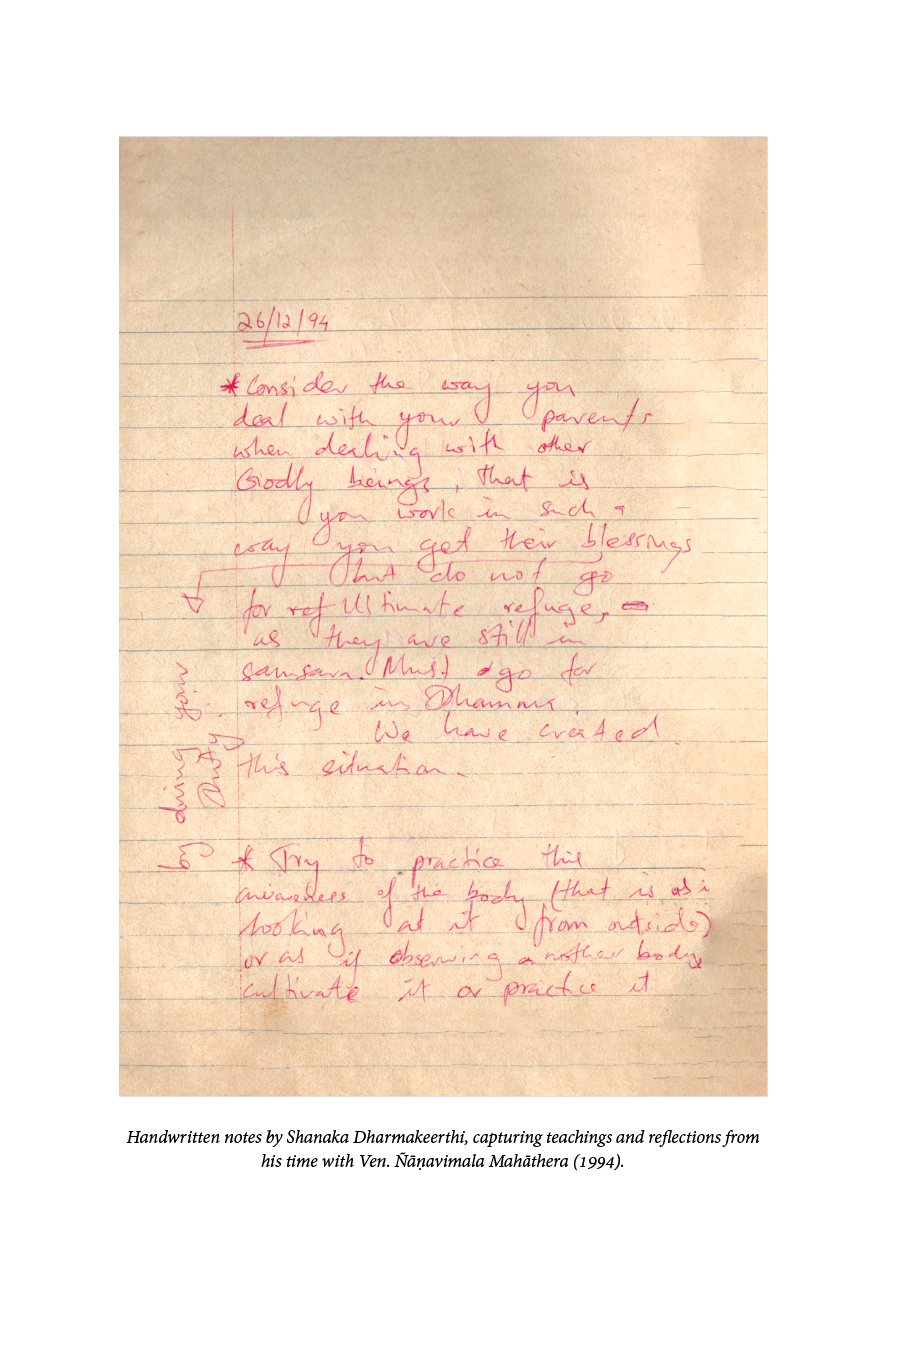 26/12/94
* Consider the way you
deal with your parents
when dealing with other
Godly beings, that is
you work in such a
way you get their blessings
but do not go
for ref Ultimate refuge,
as they are still in
samsara. Must go for
refuge in Dhamma.
We have created
this situation.
by doing your
Duty
* Try to practice this
awareness of the body (that is as if
looking at it from outside)
or as if observing another body,
cultivate it or practice it
Handwritten notes by Shanaka Dharmakeerthi, capturing teachings and reflections from
his time with Ven. Ñāṇavimala Mahāthera (1994).